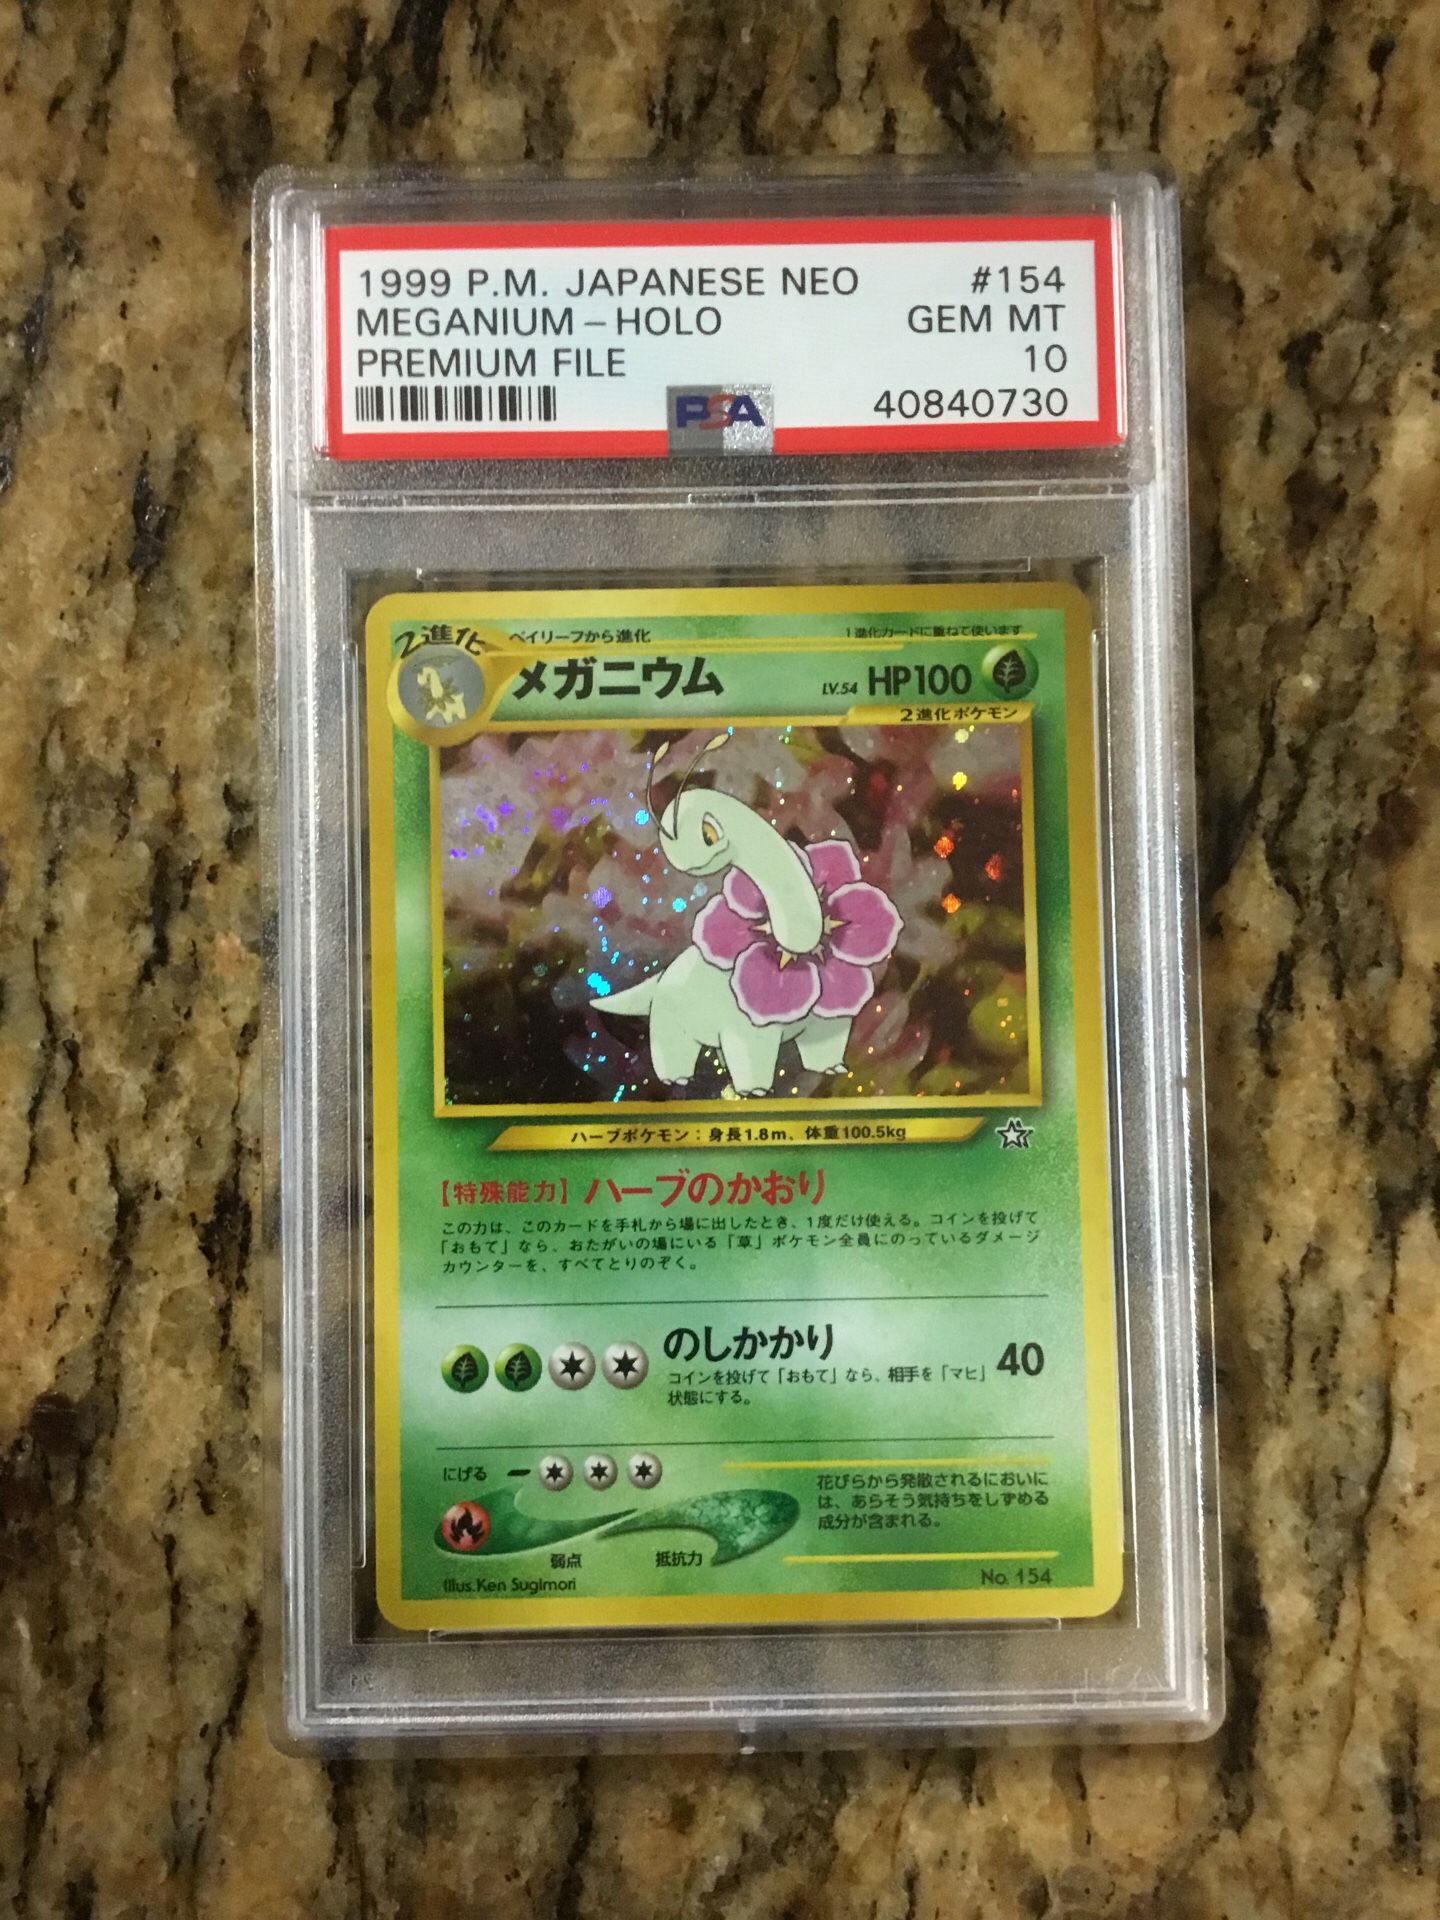 1999 P.M. JAPANESE NEO #154
MEGANIUM-HOLO GEM MT
PREMIUM FILE 10
PSA 40840730
2進化 ベイリーフから進化 1進化カードに重ねて使います
メガニウム LV.54 HP100
2進化ポケモン
ハーブポケモン:身長1.8m、体重100.5kg
【特殊能力】ハーブのかおり
この力は、このカードを手札から場に出したとき、1度だけ使える。コインを投げて
「おもて」なら、おたがいの場にいる「草」ポケモン全員にのっているダメージ
カウンターを、すべてとりのぞく。
のしかかり 40
コインを投げて「おもて」なら、相手を「マヒ」
状態にする。
にげる
弱点 抵抗力
花びらから発散されるにおいに
は、あらそう気持ちをしずめる
成分が含まれる。
Illus.Ken Sugimori No. 154